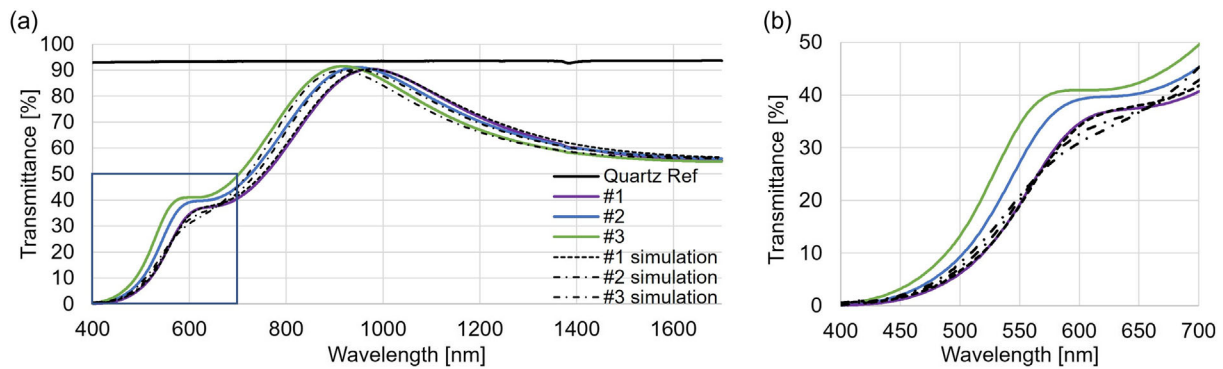 (a)
100
90
80
70
60
50
40
30
20
10
0
Transmittance [%]
400 600 800 1000 1200 1400 1600
Wavelength [nm]
Quartz Ref
#1
#2
#3
#1 simulation
#2 simulation
#3 simulation
(b)
50
40
30
20
10
0
Transmittance [%]
400 450 500 550 600 650 700
Wavelength [nm]